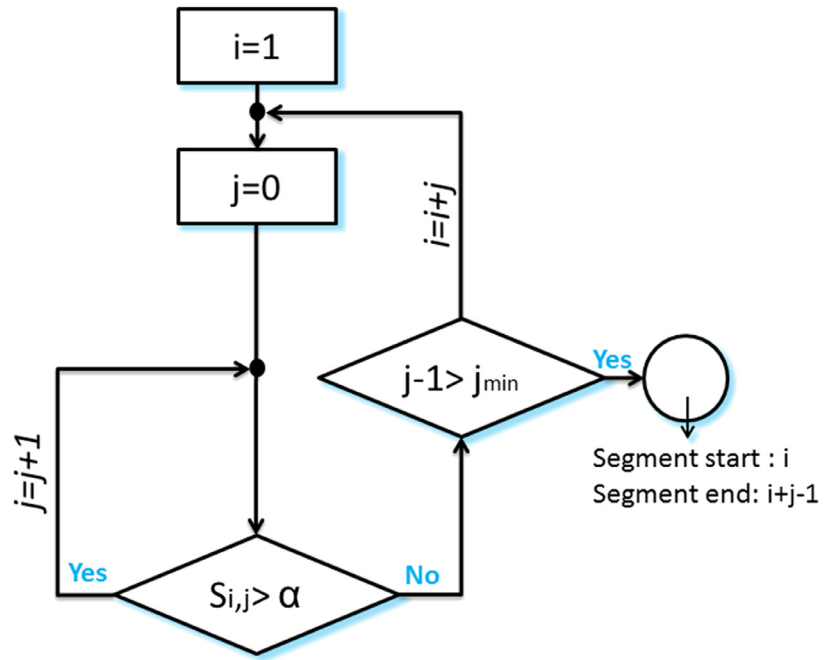 i=1
j=0
i=i+j
j-1> jmin
Yes
Segment start : i
Segment end: i+j-1
j=j+1
Yes
Si,j> α
No